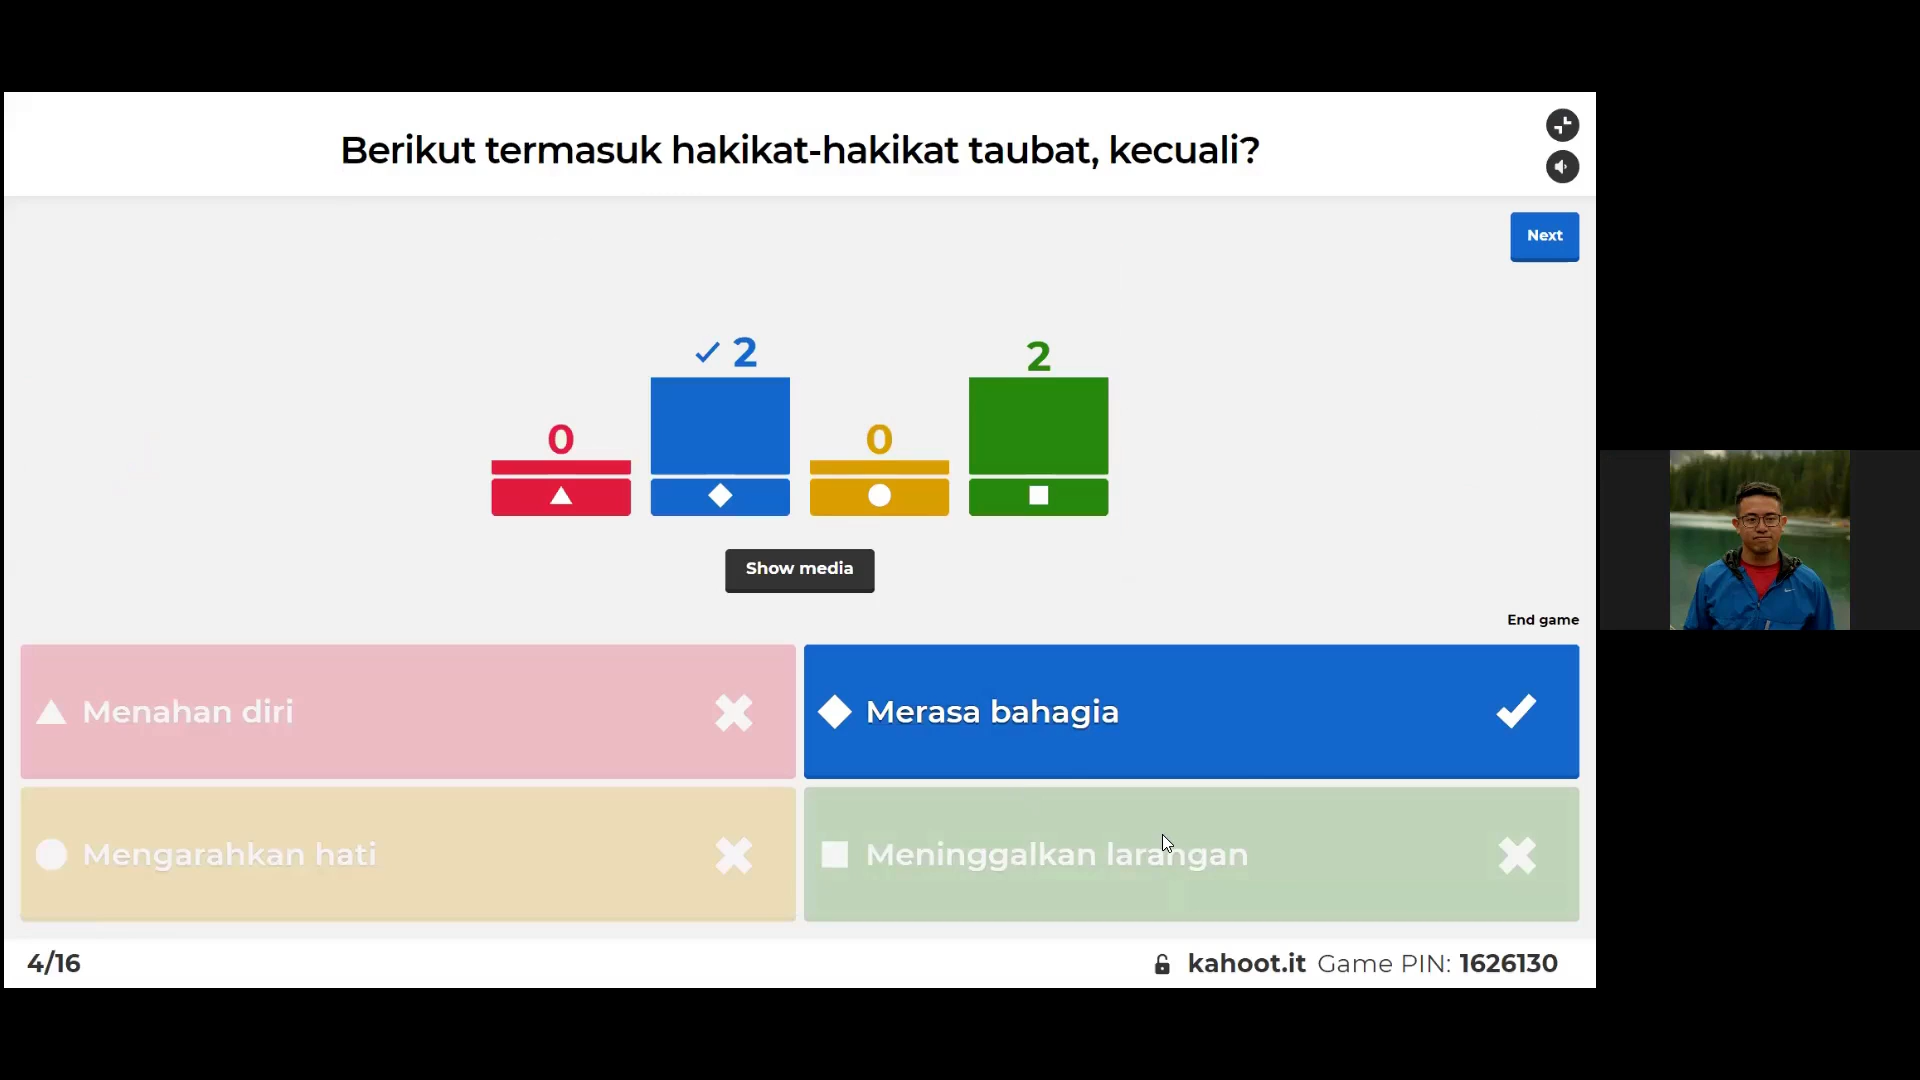 Berikut termasuk hakikat-hakikat taubat, kecuali?
Next
2
2
0
0
Show media
End game
Menahan diri
Merasa bahagia
Mengarahkan hati
Meninggalkan larangan
4/16
kahoot.it Game PIN: 1626130